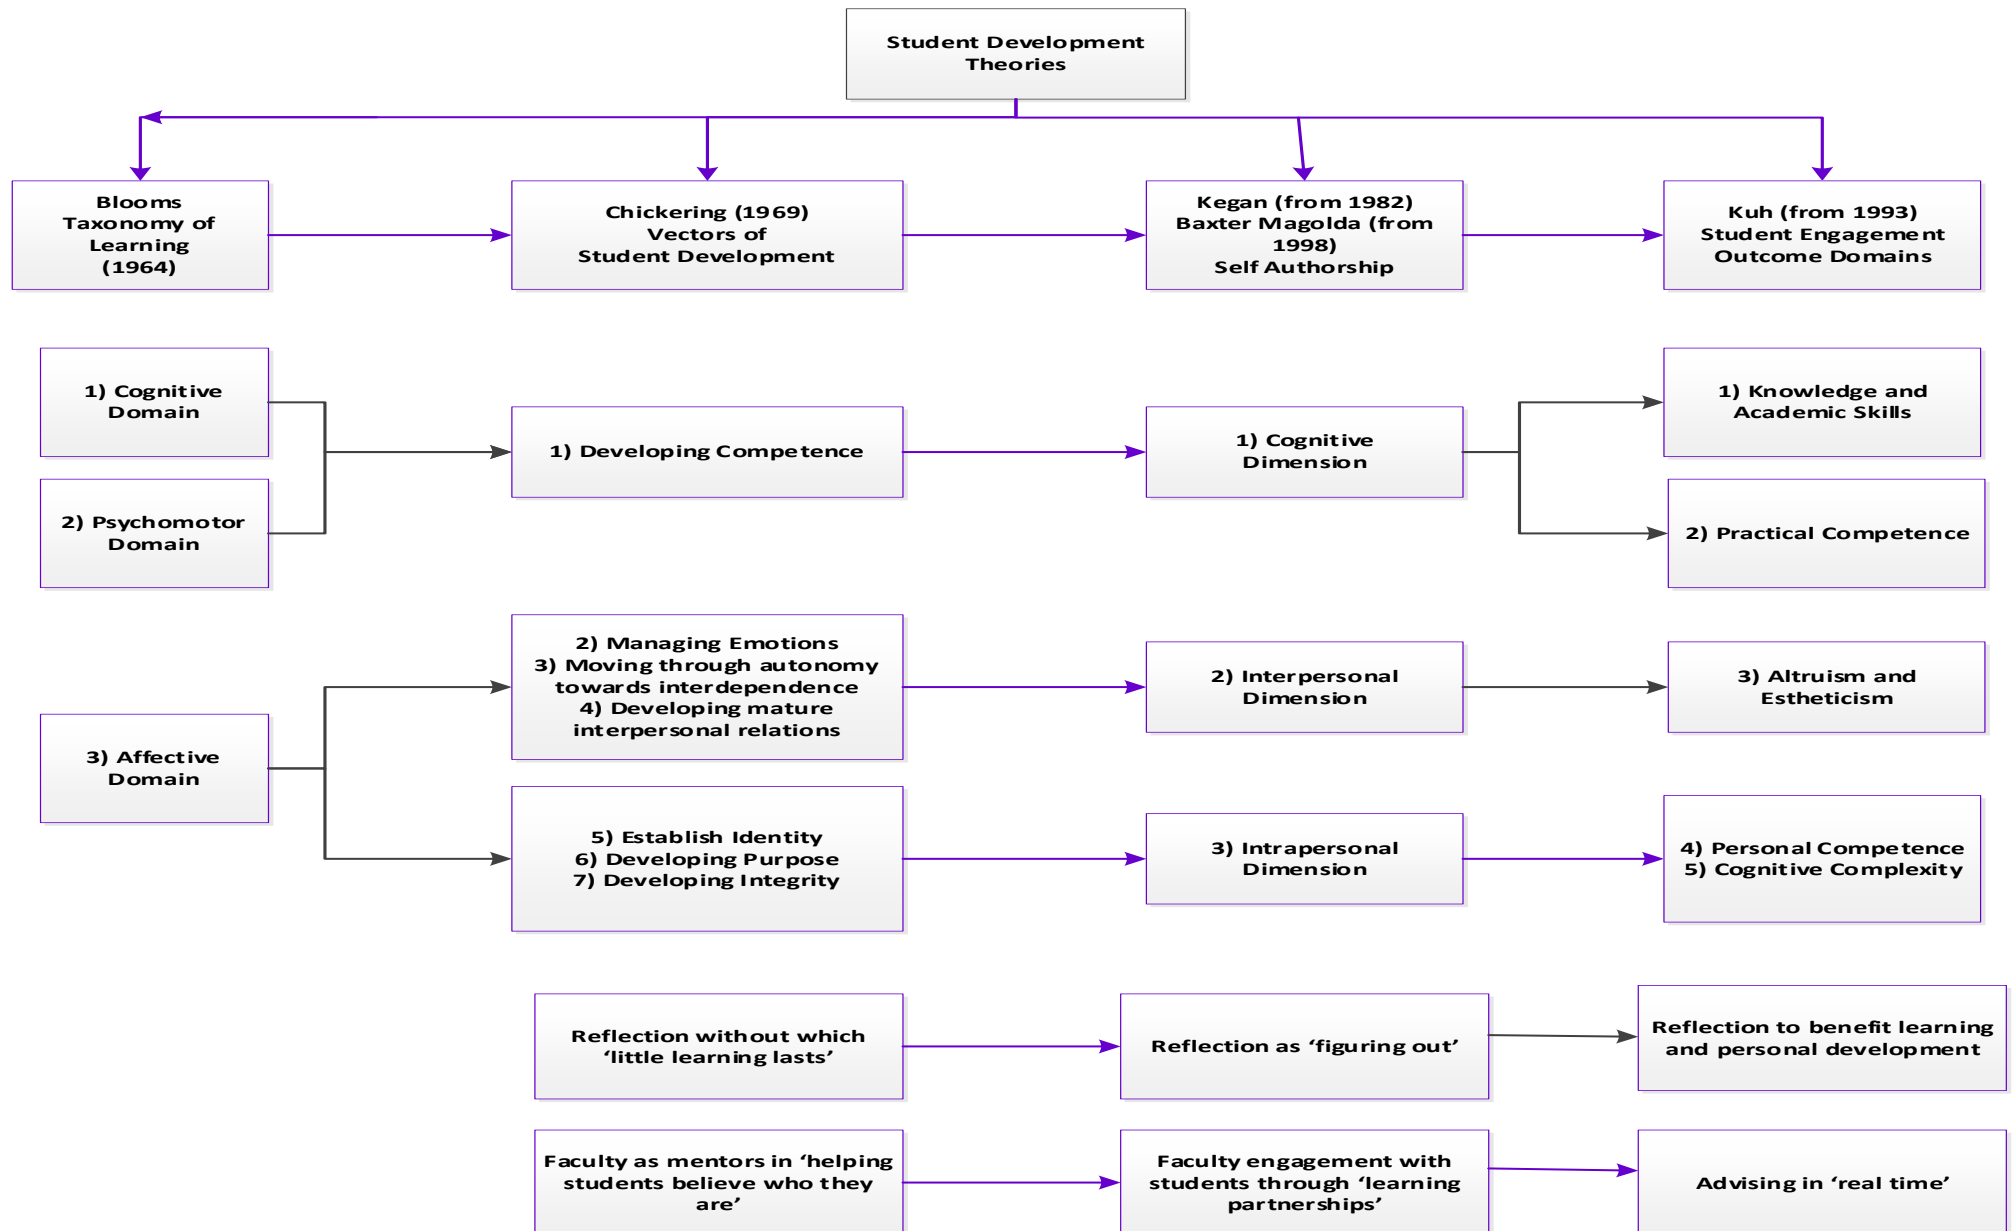 Student Development
Theories
Blooms
Taxonomy of
Learning
(1964)
Chickering (1969)
Vectors of
Student Development
Kegan (from 1982)
Baxter Magolda (from
1998)
Self Authorship
Kuh (from 1993)
Student Engagement
Outcome Domains
1) Cognitive
Domain
2) Psychomotor
Domain
1) Developing Competence
1) Cognitive
Dimension
1) Knowledge and
Academic Skills
2) Practical Competence
3) Affective
Domain
2) Managing Emotions
3) Moving through autonomy
towards interdependence
4) Developing mature
interpersonal relations
2) Interpersonal
Dimension
3) Altruism and
Estheticism
5) Establish Identity
6) Developing Purpose
7) Developing Integrity
3) Intrapersonal
Dimension
4) Personal Competence
5) Cognitive Complexity
Reflection without which
‘little learning lasts’
Reflection as ‘figuring out’
Reflection to benefit learning
and personal development
Faculty as mentors in ‘helping
students believe who they
are’
Faculty engagement with
students through ‘learning
partnerships’
Advising in ‘real time’